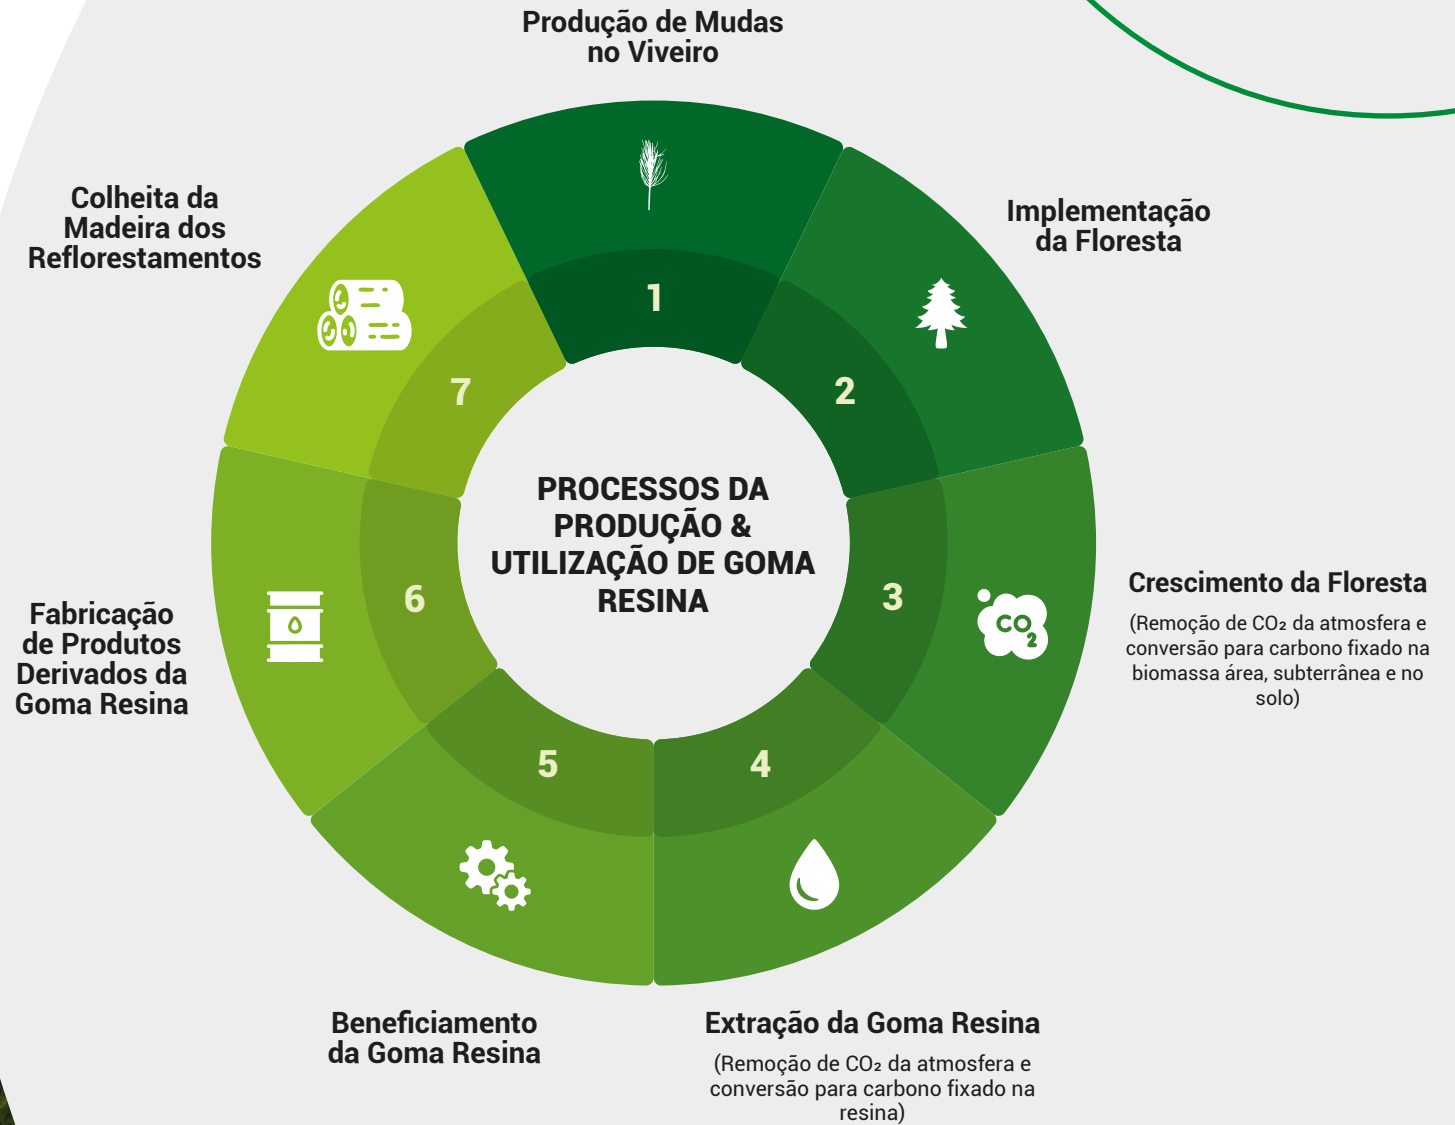 Produção de Mudas
no Viveiro
1
Implementação
da Floresta
2
Crescimento da Floresta
(Remoção de CO₂ da atmosfera e
conversão para carbono fixado na
biomassa área, subterrânea e no
solo)
3
CO₂
Extração da Goma Resina
(Remoção de CO₂ da atmosfera e
conversão para carbono fixado na
resina)
4
Beneficiamento
da Goma Resina
5
Fabricação
de Produtos
Derivados da
Goma Resina
6
Colheita da
Madeira dos
Reflorestamentos
7
PROCESSOS DA
PRODUÇÃO &
UTILIZAÇÃO DE GOMA
RESINA